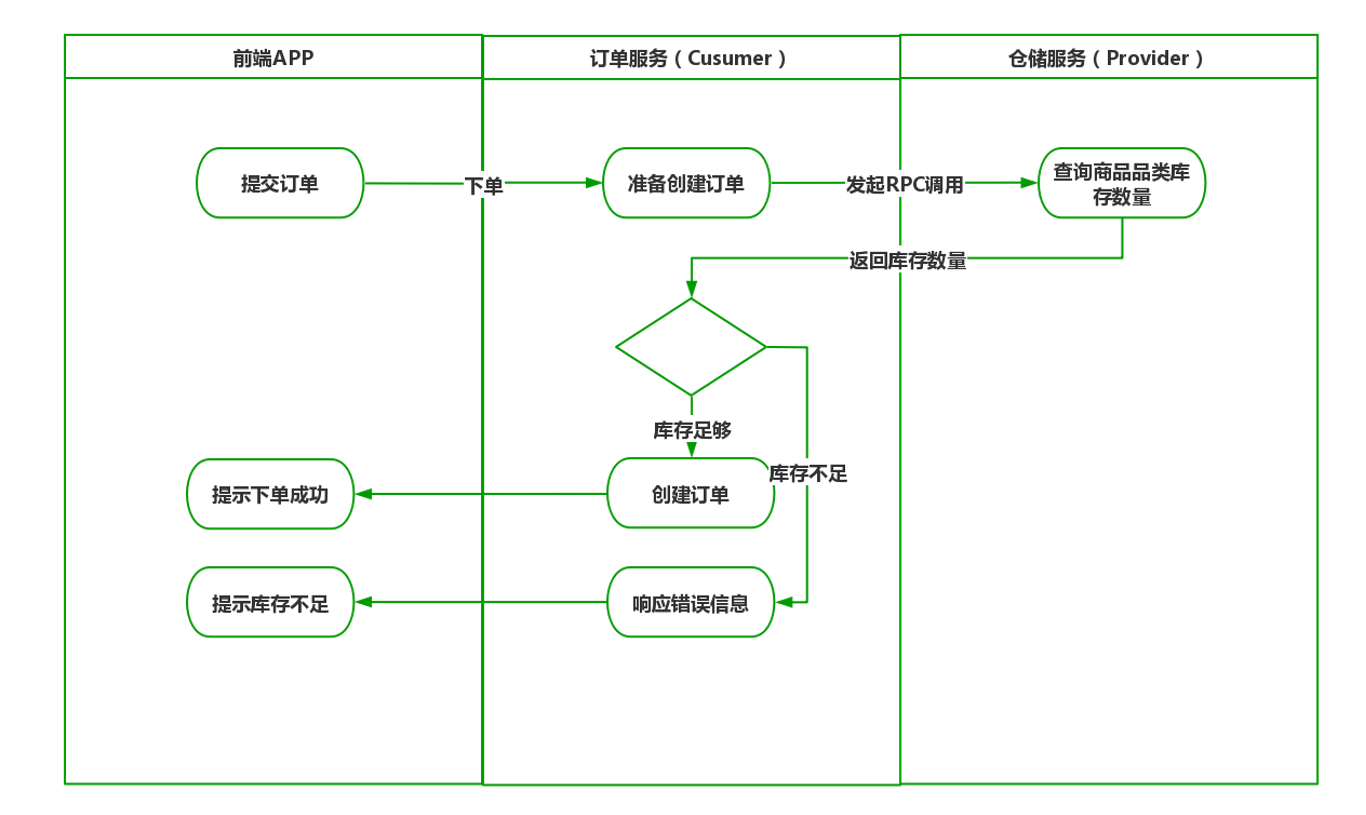 前端APP
订单服务（Cusumer）
仓储服务（Provider）
提交订单
下单
准备创建订单
发起RPC调用
查询商品品类库
存数量
返回库存数量
库存足够
库存不足
提示下单成功
创建订单
提示库存不足
响应错误信息